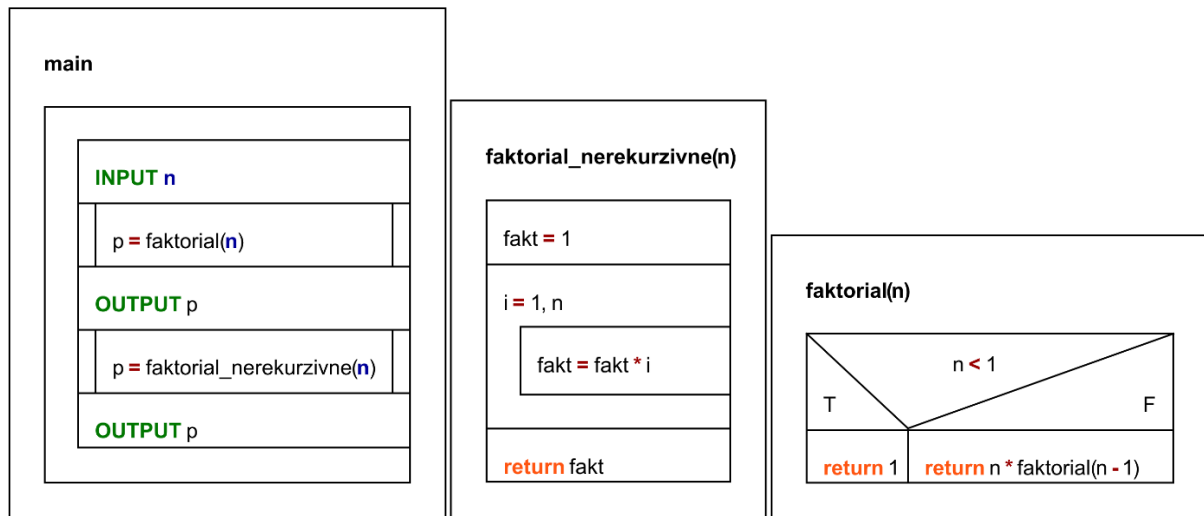 main
INPUT n
p = faktorial(n)
OUTPUT p
p = faktorial_nerekurzivne(n)
OUTPUT p
faktorial_nerekurzivne(n)
fakt = 1
i = 1, n
fakt = fakt * i
return fakt
faktorial(n)
n < 1
T F
return 1 return n * faktorial(n - 1)